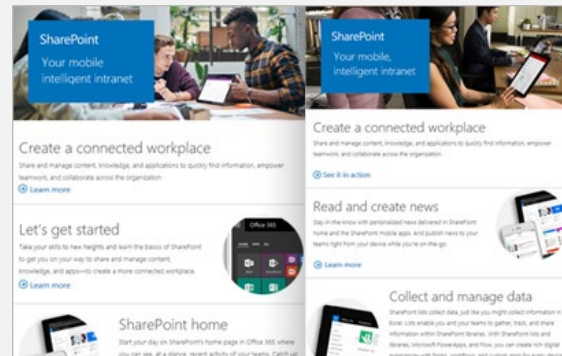 SharePoint
Your mobile
intelligent intranet
Create a connected workplace
Share and manage content, knowledge, and applications to quickly find information, empower
teamwork, and collaborate across the organization
Learn more
Let's get started
Take your skills to new heights and learn the basics of SharePoint
to get you on your way to share and manage content,
knowledge, and apps—to create a more connected workplace.
Learn more
Office 365
SharePoint home
Start your day on SharePoint's home page in Office 365 where
you can see, at a glance, recent activity of your teams. Catch up
SharePoint
Your mobile,
intelligent intranet
Create a connected workplace
Share and manage content, knowledge, and applications to quickly find information, empower
teamwork, and collaborate across the organization.
See it in action
Read and create news
Stay in-the-know with personalized news delivered in SharePoint
home and the SharePoint mobile apps. And publish news to your
teams right from your device while you're on-the-go.
Learn more
Collect and manage data
SharePoint lists collect data, just like you might collect information in
Excel. Lists enable you and your teams to gather, track, and share
information within SharePoint libraries. With SharePoint lists and
libraries, Microsoft PowerApps, and Flow, you can create rich digital